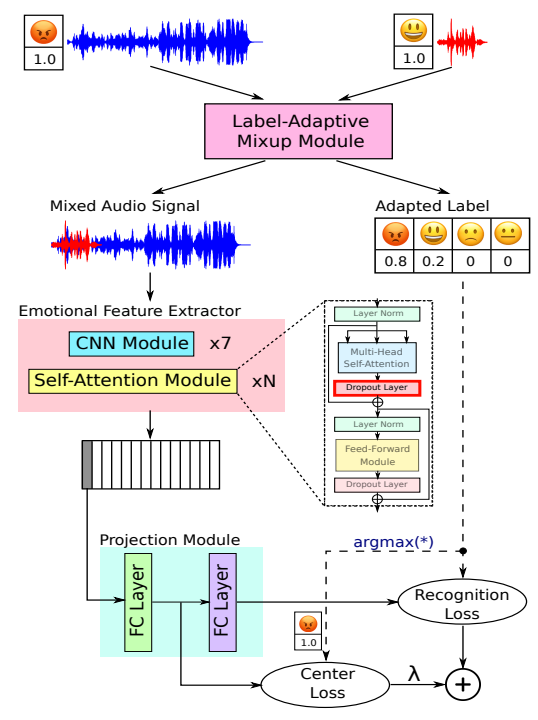 1.0
1.0
Label-Adaptive
Mixup Module
Mixed Audio Signal
Adapted Label
0.8 0.2 0 0
Emotional Feature Extractor
CNN Module x7
Self-Attention Module xN
Layer Norm
Multi-Head
Self-Attention
Dropout Layer
Layer Norm
Feed-Forward
Module
Dropout Layer
Projection Module
argmax(*)
FC Layer
FC Layer
Recognition
Loss
1.0
Center
Loss
λ